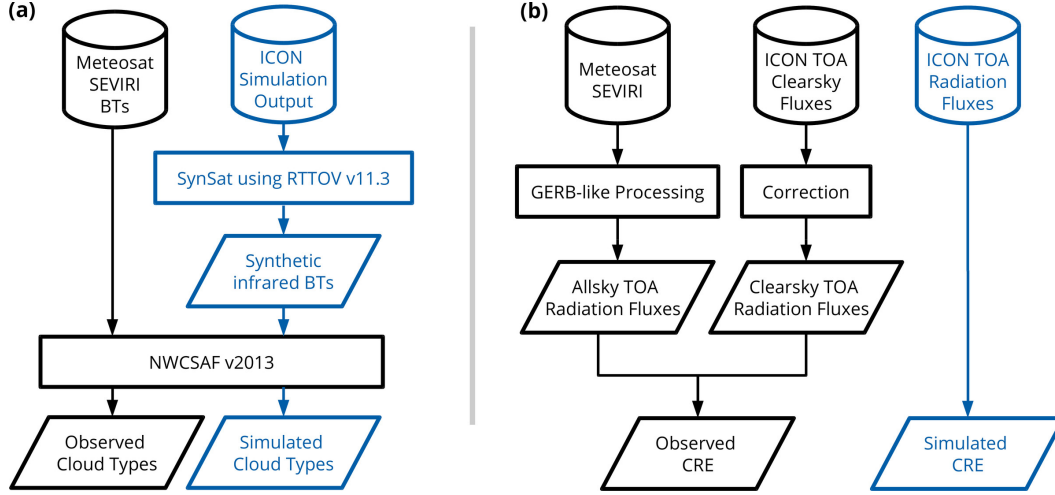 (a)
Meteosat
SEVIRI
BTs
ICON
Simulation
Output
SynSat using RTTOV v11.3
Synthetic
infrared BTs
NWCSAF v2013
Observed
Cloud Types
Simulated
Cloud Types
(b)
Meteosat
SEVIRI
ICON TOA
Clearsky
Fluxes
ICON TOA
Radiation
Fluxes
GERB-like Processing
Correction
Allsky TOA
Radiation Fluxes
Clearsky TOA
Radiation Fluxes
Observed
CRE
Simulated
CRE